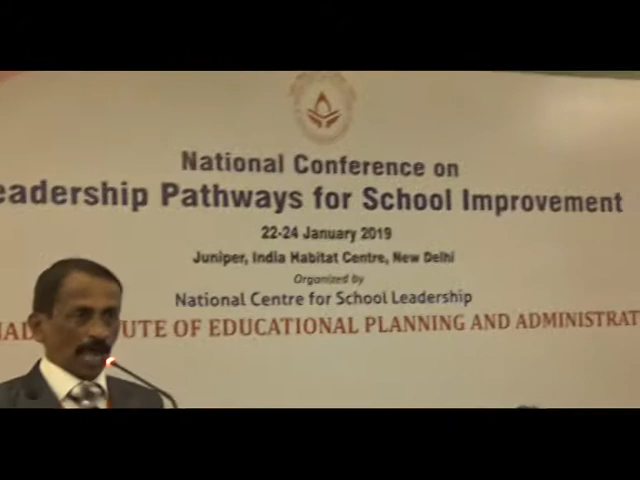 National Conference on
eadership Pathways for School Improvement
22-24 January 2019
Juniper, India Habitat Centre, New Delhi
Organized by
National Centre for School Leadership
UTE OF EDUCATIONAL PLANNING AND ADMINISTRAT